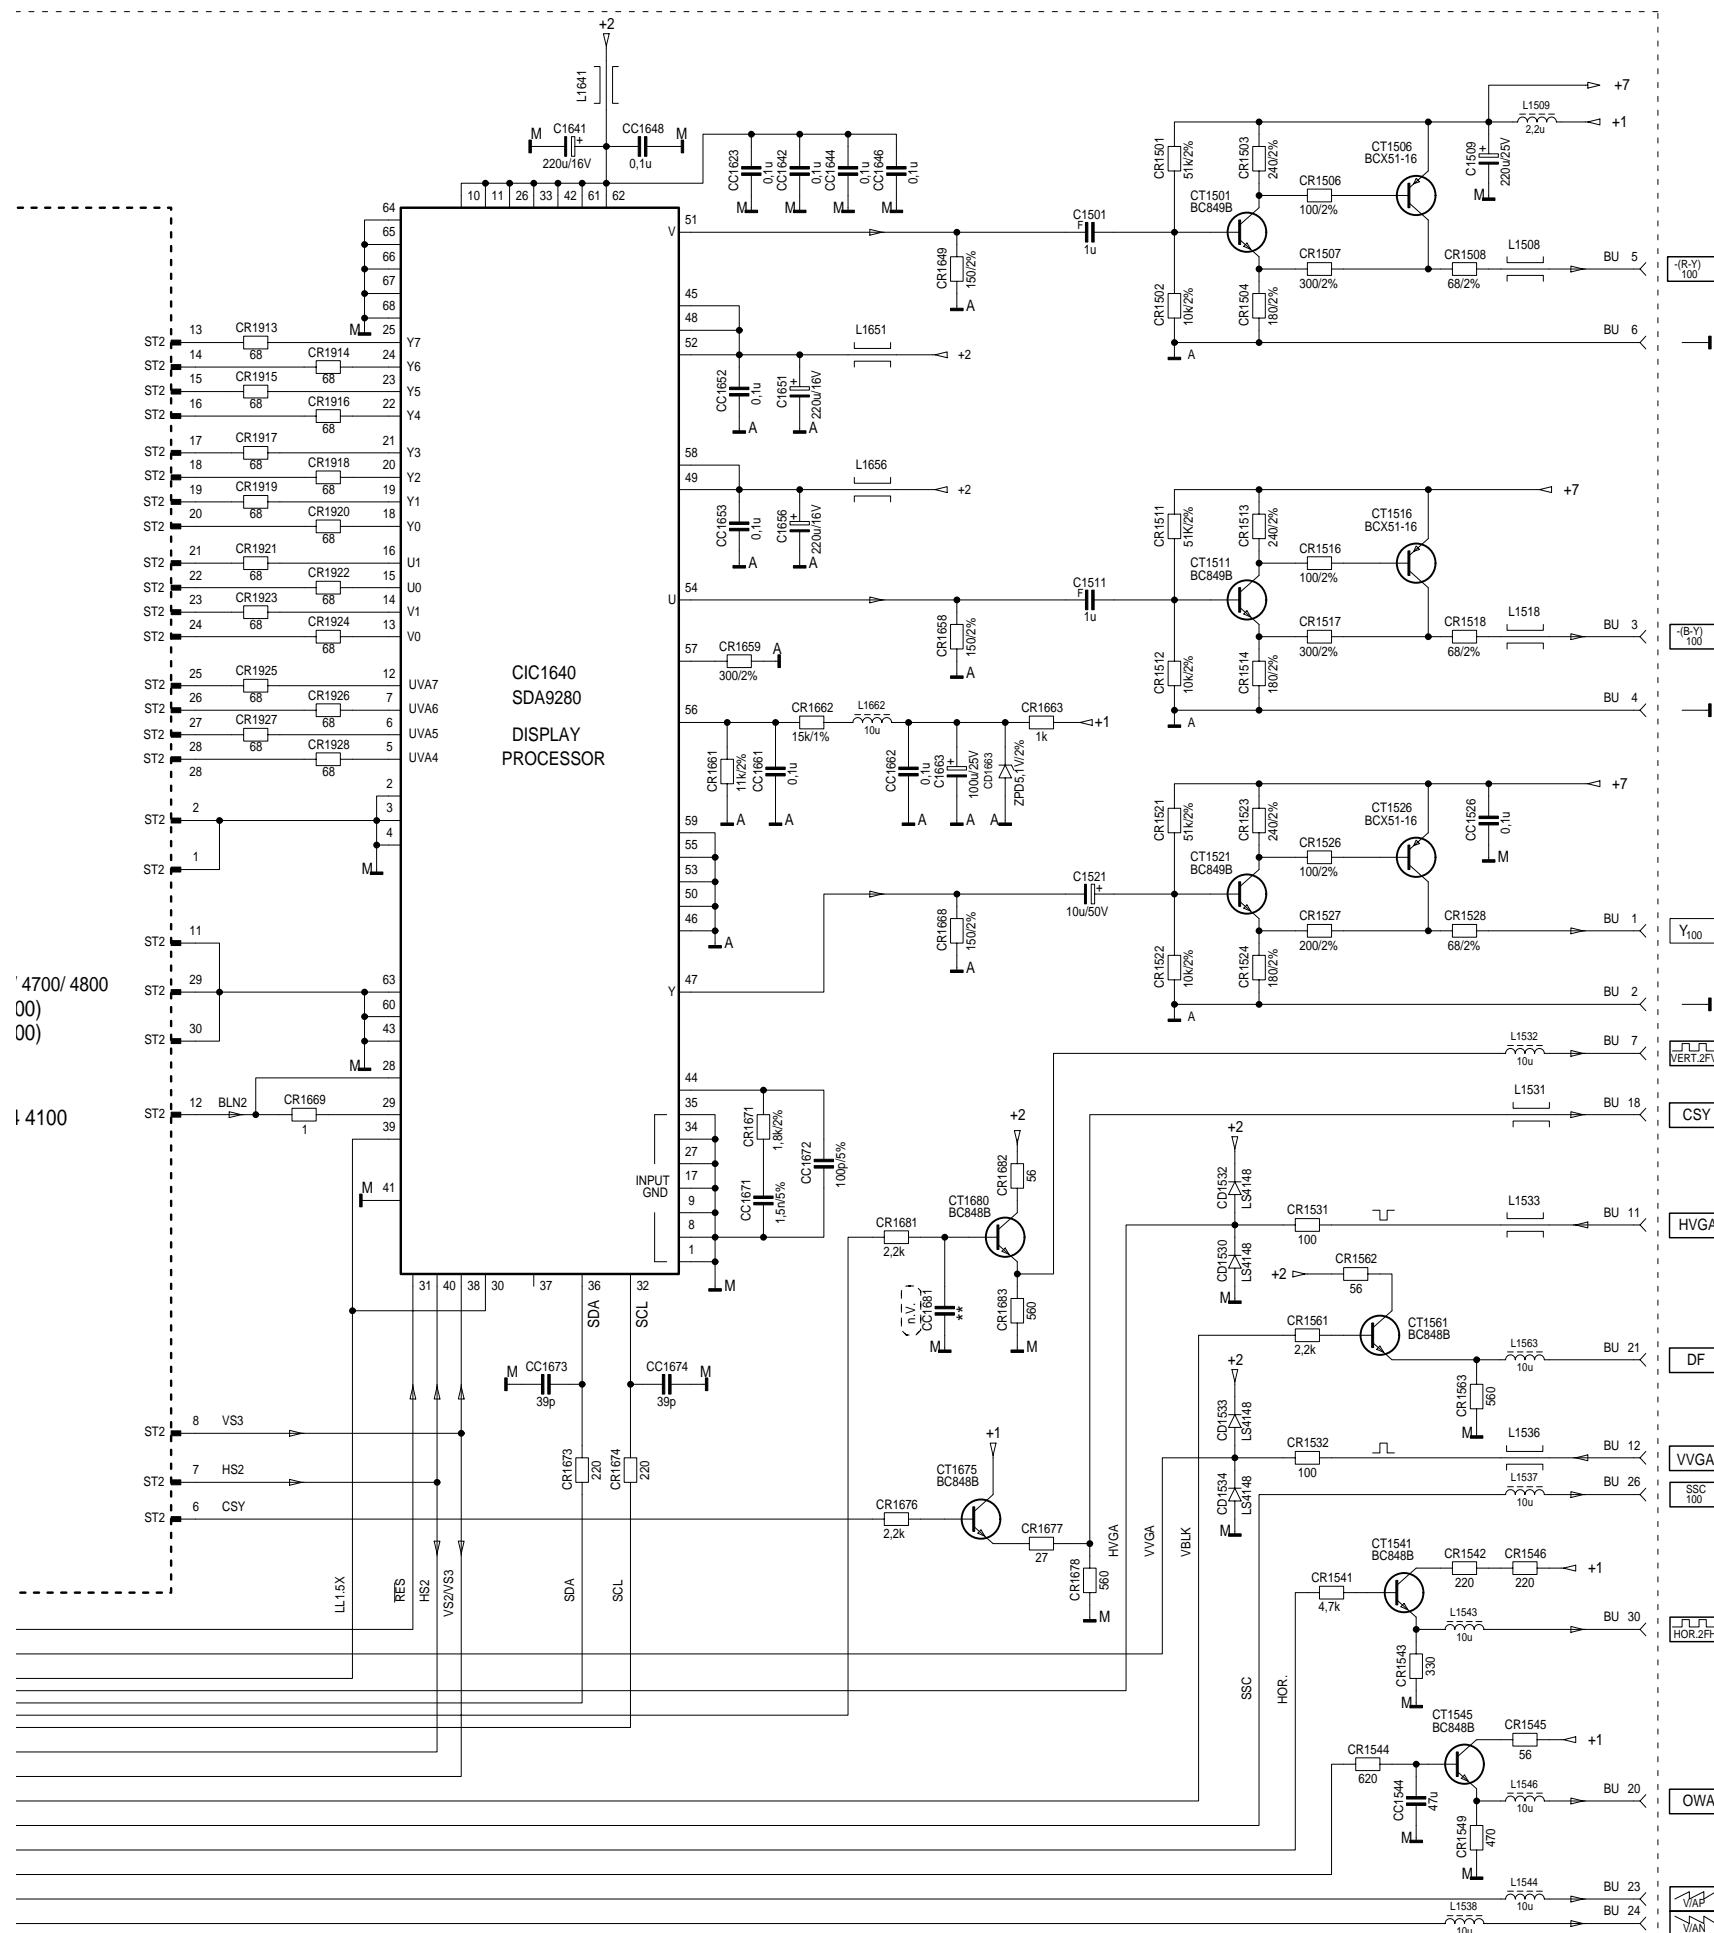 +2
L1641
M
C1641
+
220u/16V
CC1648
0,1u
M
CC1623
0,1u
CC1642
0,1u
CC1644
0,1u
CC1646
0,1u
M M M M
10 11 26 33 42 61 62
64
65
66
67
68
M
+7
L1509
2,2u
+1
C1509
+
220u/25V
M
CR1501
51k/2%
CR1503
240/2%
CT1506
BCX51-16
CR1506
100/2%
CT1501
BC849B
C1501
F
1u
51
V
CR1649
150/2%
A
CR1507
300/2%
CR1508
68/2%
L1508
BU 5
-(R-Y)
100
CR1502
10k/2%
CR1504
180/2%
A
BU 6
45
48
52
L1651
+2
CC1652
0,1u
C1651
+
220u/16V
A A
ST2 13 CR1913 68 25 Y7
ST2 14 CR1914 68 24 Y6
ST2 15 CR1915 68 23 Y5
ST2 16 CR1916 68 22 Y4
ST2 17 CR1917 68 21 Y3
ST2 18 CR1918 68 20 Y2
ST2 19 CR1919 68 19 Y1
ST2 20 CR1920 68 18 Y0
ST2 21 CR1921 68 16 U1
ST2 22 CR1922 68 15 U0
ST2 23 CR1923 68 14 V1
ST2 24 CR1924 68 13 V0
ST2 25 CR1925 68 12 UVA7
ST2 26 CR1926 68 7 UVA6
ST2 27 CR1927 68 6 UVA5
ST2 28 CR1928 68 5 UVA4
28
58
49
L1656
+2
CC1653
0,1u
C1656
+
220u/16V
A A
+7
CR1511
51K/2%
CR1513
240/2%
CT1516
BCX51-16
CR1516
100/2%
CT1511
BC849B
C1511
F
1u
54
U
CR1658
150/2%
A
CR1517
300/2%
CR1518
68/2%
L1518
BU 3
-(B-Y)
100
CR1512
10k/2%
CR1514
180/2%
A
BU 4
57
CR1659
300/2%
A
CIC1640
SDA9280
DISPLAY
PROCESSOR
56
CR1662
15k/1%
L1662
10u
CR1663
1k
+1
CR1661
11k/2%
CC1661
0,1u
CC1662
0,1u
C1663
+
100u/25V
CD1663
ZPD5,1V/2%
A A A A A
2
3
4
ST2 2
ST2 1
M
59
55
53
50
46
A
+7
CR1521
51k/2%
CR1523
240/2%
CT1526
BCX51-16
CC1526
0,1u
M
CR1526
100/2%
CT1521
BC849B
C1521
+
10u/50V
CR1668
150/2%
A
CR1527
200/2%
CR1528
68/2%
BU 1
Y100
CR1522
10k/2%
CR1524
180/2%
A
BU 2
47
Y
ST2 11
ST2 29
ST2 30
63
60
43
M
4700/ 4800
00)
00)
4100
28
ST2 12 BLN2 CR1669 1 29
39
M 41
L1532
10u
BU 7
VERT.2FV
L1531
BU 18
CSY
44
35
34
27
17
9
8
1
INPUT
GND
M
CR1671
1,8k/2%
CC1671
1,5n/5%
CC1672
100p/5%
+2
CR1682
56
CT1680
BC848B
CR1681
2,2k
n.V.
CC1681
**
M
CR1683
560
M
+2
CD1532
LS4148
CD1530
LS4148
M
CR1531
100
L1533
BU 11
HVGA
+2
CR1562
56
CR1561
2,2k
CT1561
BC848B
L1563
10u
BU 21
DF
CR1563
560
M
31 40 38 30 37 36 32
SDA
SCL
M
CC1673
39p
CC1674
39p
M
CR1673
220
CR1674
220
+2
CD1533
LS4148
CD1534
LS4148
M
CR1532
100
L1536
BU 12
VVGA
L1537
10u
BU 26
SSC
100
ST2 8 VS3
ST2 7 HS2
ST2 6 CSY
+1
CT1675
BC848B
CR1676
2,2k
CR1677
27
CR1678
560
M
LL1.5X
RES
HS2
VS2/VS3
SDA
SCL
HVGA
VVGA
VBLK
SSC
HOR.
CT1541
BC848B
CR1542
220
CR1546
220
+1
CR1541
4,7k
L1543
10u
BU 30
HOR.2FH
CR1543
330
M
CT1545
BC848B
CR1545
56
+1
CR1544
620
CC1544
47u
M
L1546
10u
BU 20
OWA
CR1549
470
M
L1544
10u
BU 23
V/AP
L1538
10u
BU 24
V/AN